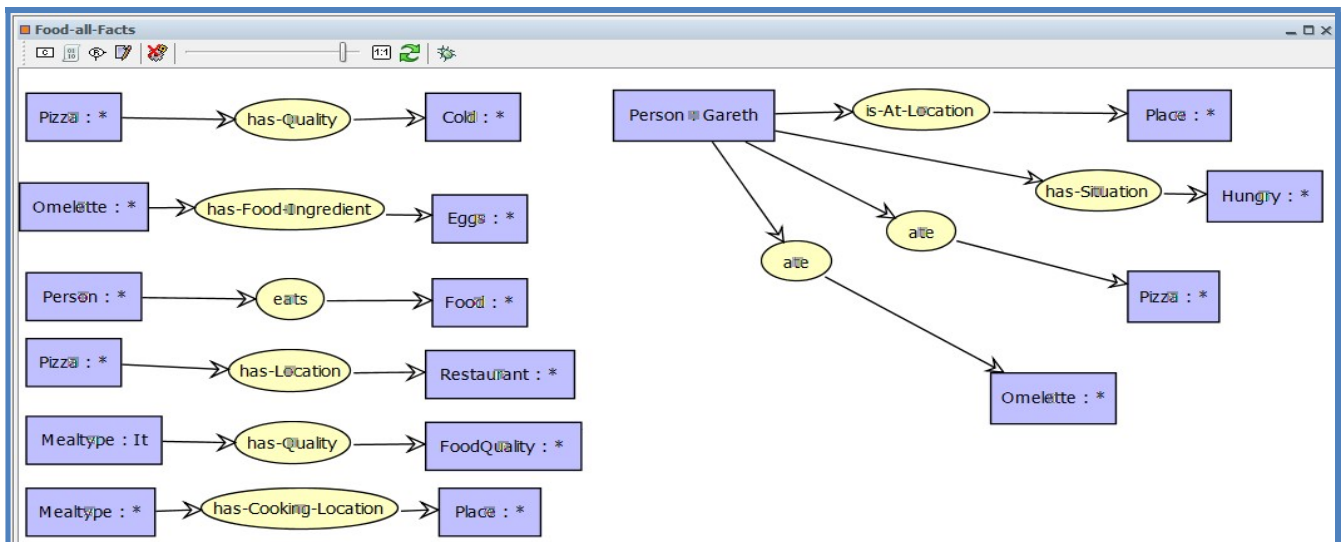 Food-all-Facts
1:1
Pizza : *
has-Quality
Cold : *
Omelette : *
has-Food-Ingredient
Eggs : *
Person : *
eats
Food : *
Pizza : *
has-Location
Restaurant : *
Mealtype : It
has-Quality
FoodQuality : *
Mealtype : *
has-Cooking-Location
Place : *
Person : Gareth
is-At-Location
Place : *
has-Situation
Hungry : *
ate
Pizza : *
ate
Omelette : *